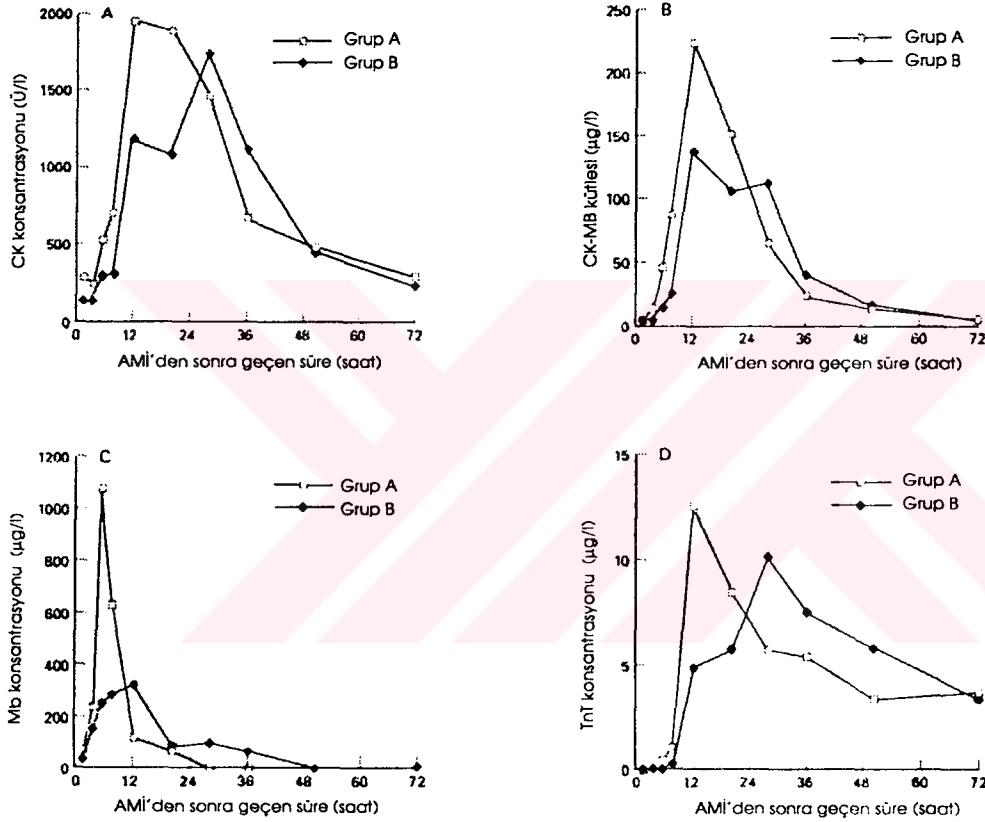 A
2000
1500
1000
500
0
CK konsantrasyonu (Ü/l)
Grup A
Grup B
0 12 24 36 48 60 72
AMİ'den sonra geçen süre (saat)
B
250
200
150
100
50
0
CK-MB kütlesi (µg/l)
Grup A
Grup B
0 12 24 36 48 60 72
AMİ'den sonra geçen süre (saat)
C
1200
1000
800
600
400
200
0
Mb konsantrasyonu (µg/l)
Grup A
Grup B
0 12 24 36 48 60 72
AMİ'den sonra geçen süre (saat)
D
15
10
5
0
TnT konsantrasyonu (µg/l)
Grup A
Grup B
0 12 24 36 48 60 72
AMİ'den sonra geçen süre (saat)